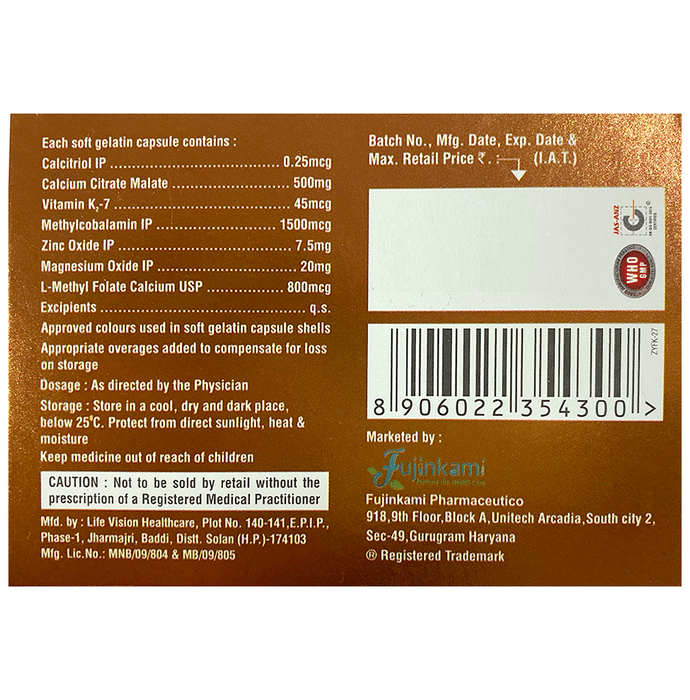 Each soft gelatin capsule contains :
Calcitriol IP ........................................ 0.25mcg
Calcium Citrate Malate ........................... 500mg
Vitamin K₂-7 ........................................ 45mcg
Methylcobalamin IP ........................... 1500mcg
Zinc Oxide IP ........................................ 7.5mg
Magnesium Oxide IP ........................... 20mg
L-Methyl Folate Calcium USP .................. 800mcg
Excipients ........................................ q.s.
Approved colours used in soft gelatin capsule shells
Appropriate overages added to compensate for loss
on storage
Dosage : As directed by the Physician
Storage : Store in a cool, dry and dark place,
below 25°C. Protect from direct sunlight, heat &
moisture
Keep medicine out of reach of children
CAUTION : Not to be sold by retail without the
prescription of a Registered Medical Practitioner
Mfd. by : Life Vision Healthcare, Plot No. 140-141,E.P.I.P.,
Phase-1, Jharmajri, Baddi, Distt. Solan (H.P.)-174103
Mfg. Lic.No.: MNB/09/804 & MB/09/805
Batch No., Mfg. Date, Exp. Date &
Max. Retail Price ₹. : (I.A.T.)
JAS-ANZ
C
CERTIFIED
WHO
GMP
ZYFK-27
8 906022 354300 >
Marketed by :
Fujinkami
Fujinkami Pharmaceutico
918,9th Floor,Block A,Unitech Arcadia,South city 2,
Sec-49,Gurugram Haryana
® Registered Trademark